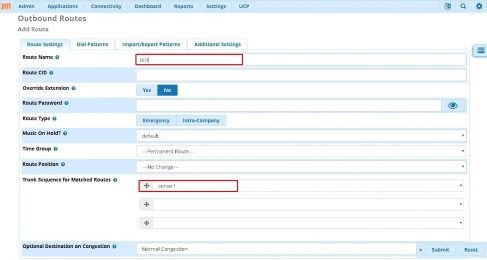 Admin Applications Connectivity Dashboard Reports Settings UCP
Outbound Routes
Add Route
Route Settings Dial Patterns Import/Export Patterns Additional Settings
Route Name test
Route CID
Override Extension Yes No
Route Password
Route Type Emergency Intra-Company
Music On Hold? default
Time Group ---Permanent Route---
Route Position ---No Change---
Trunk Sequence for Matched Routes server1
Optional Destination on Congestion Normal Congestion » Submit Reset